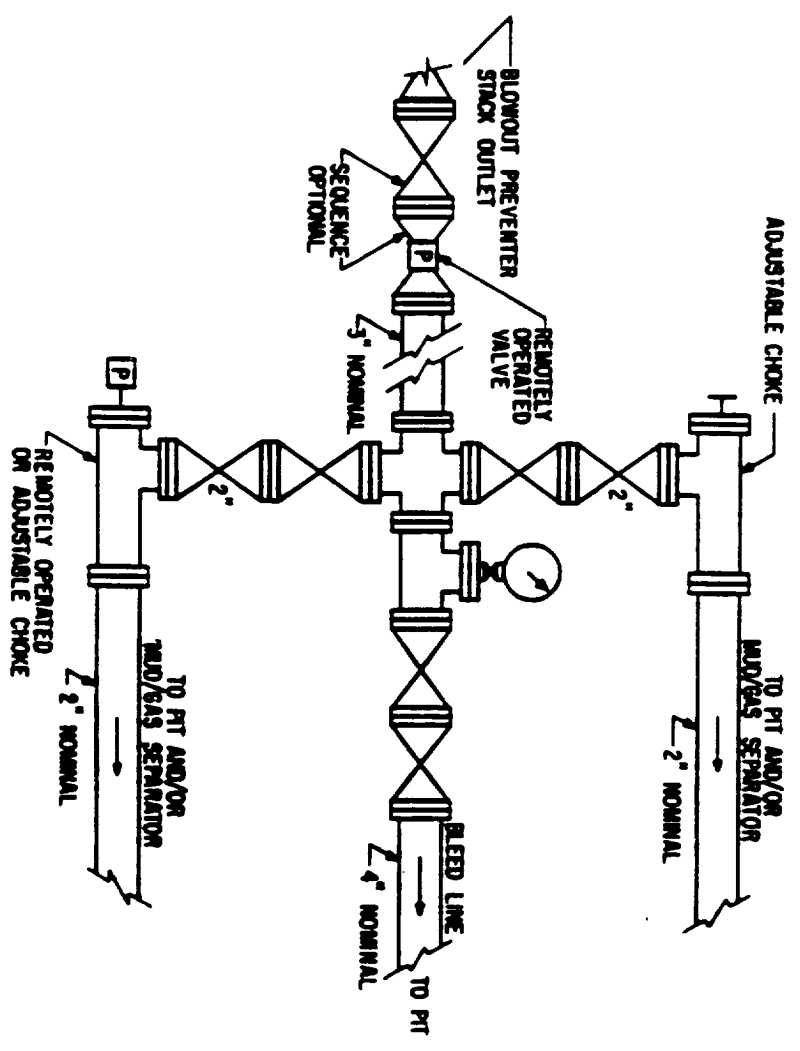 BLOWOUT PREVENTER
STACK OUTLET
SEQUENCE
OPTIONAL
P
REMOTELY
OPERATED
VALVE
3" NOMINAL
ADJUSTABLE CHOKE
2"
TO PIT AND/OR
MUD/GAS SEPARATOR
2" NOMINAL
BLEED LINE
4" NOMINAL
TO PIT
2"
P
REMOTELY OPERATED
OR ADJUSTABLE CHOKE
TO PIT AND/OR
MUD/GAS SEPARATOR
2" NOMINAL